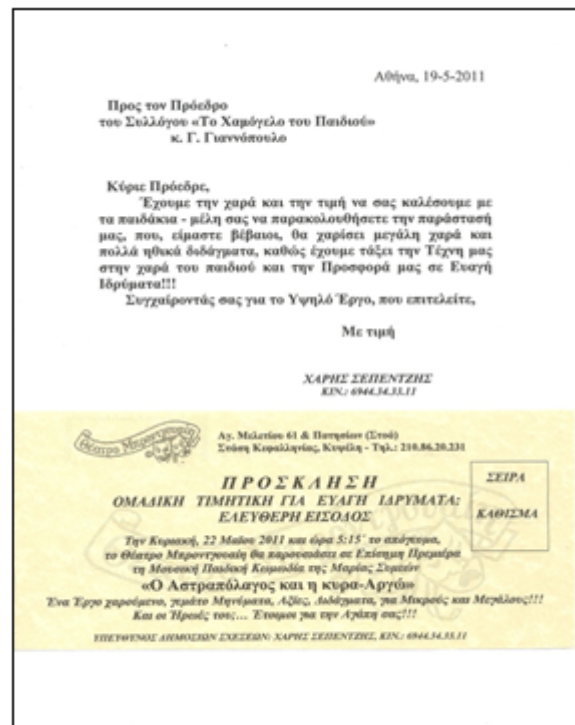 Αθήνα, 19-5-2011
Προς τον Πρόεδρο
του Συλλόγου «Το Χαμόγελο του Παιδιού»
κ. Γ. Γιαννόπουλο
Κύριε Πρόεδρε,
Έχουμε την χαρά και την τιμή να σας καλέσουμε με
τα παιδάκια - μέλη σας να παρακολουθήσετε την παράστασή
μας, που, είμαστε βέβαιοι, θα χαρίσει μεγάλη χαρά και
πολλά ηθικά διδάγματα, καθώς έχουμε τάξει την Τέχνη μας
στην χαρά του παιδιού και την Προσφορά μας σε Ευαγή
Ιδρύματα!!!
Συγχαίροντάς σας για το Υψηλό Έργο, που επιτελείτε,
Με τιμή
ΧΑΡΗΣ ΣΕΠΕΝΤΖΗΣ
ΚΙΝ.: 6944.54.55.11
Θέατρο Μπροντγουαίη
Αγ. Μελετίου 61 & Πατησίων (Στοά)
Στάση Κεφαλληνίας, Κυψέλη - Τηλ.: 210.86.20.231
ΠΡΟΣΚΛΗΣΗ
ΟΜΑΔΙΚΗ ΤΙΜΗΤΙΚΗ ΓΙΑ ΕΥΑΓΗ ΙΔΡΥΜΑΤΑ:
ΕΛΕΥΘΕΡΗ ΕΙΣΟΔΟΣ
ΣΕΙΡΑ
ΚΑΘΙΣΜΑ
Την Κυριακή, 22 Μαΐου 2011 και ώρα 5:15΄ το απόγευμα,
το Θέατρο Μπροντγουαίη θα παρουσιάσει σε Επίσημη Πρεμιέρα
τη Μουσική Παιδική Κωμωδία της Μαρίας
«Ο Αστραπόλαγος και η κυρα-Αργώ»
Ένα Έργο χαρούμενο, γεμάτο Μηνύματα, Αξίες, Διδάγματα, για Μικρούς και Μεγάλους!!!
Και οι Ήρωές τους… Έτοιμοι για την Αγάπη σας!!!
ΥΠΕΥΘΥΝΟΣ ΔΗΜΟΣΙΩΝ ΣΧΕΣΕΩΝ: ΧΑΡΗΣ ΣΕΠΕΝΤΖΗΣ, ΚΙΝ.: 6944.54.55.11